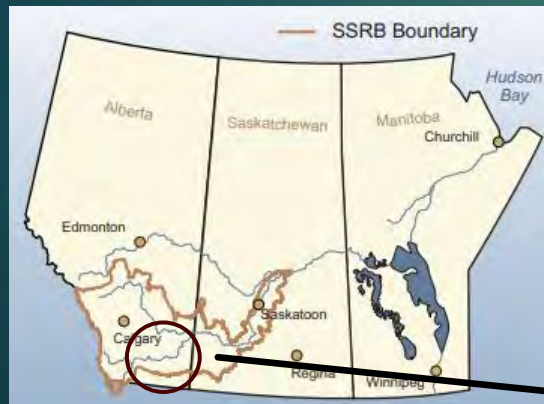 SSRB Boundary
Hudson
Bay
Alberta
Saskatchewan
Manitoba
Churchill
Edmonton
Saskatoon
Calgary
Regina
Winnipeg